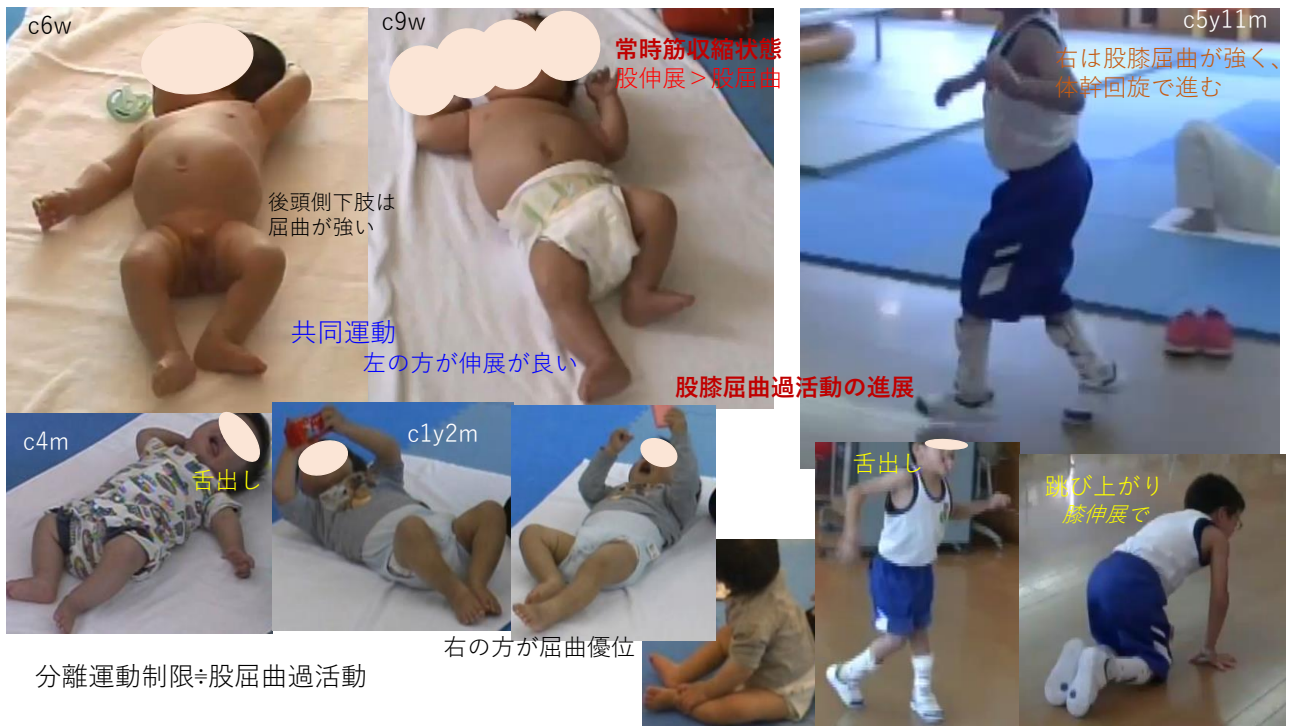 c6w
c9w
常時筋収縮状態
股伸展＞股屈曲
c5y11m
右は股膝屈曲が強く、
体幹回旋で進む
後頭側下肢は
屈曲が強い
共同運動
左の方が伸展が良い
股膝屈曲過活動の進展
c4m
舌出し
c1y2m
舌出し
跳び上がり
膝伸展で
右の方が屈曲優位
分離運動制限≑股屈曲過活動